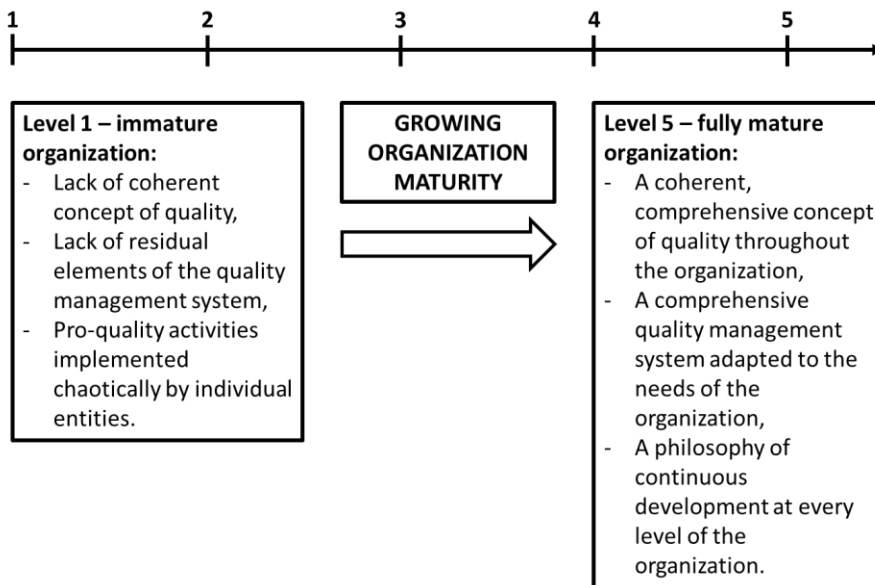 1 2 3 4 5
Level 1 – immature
organization:
- Lack of coherent
concept of quality,
- Lack of residual
elements of the quality
management system,
- Pro-quality activities
implemented
chaotically by individual
entities.
GROWING
ORGANIZATION
MATURITY
Level 5 – fully mature
organization:
- A coherent,
comprehensive concept
of quality throughout
the organization,
- A comprehensive
quality management
system adapted to the
needs of the
organization,
- A philosophy of
continuous
development at every
level of the
organization.